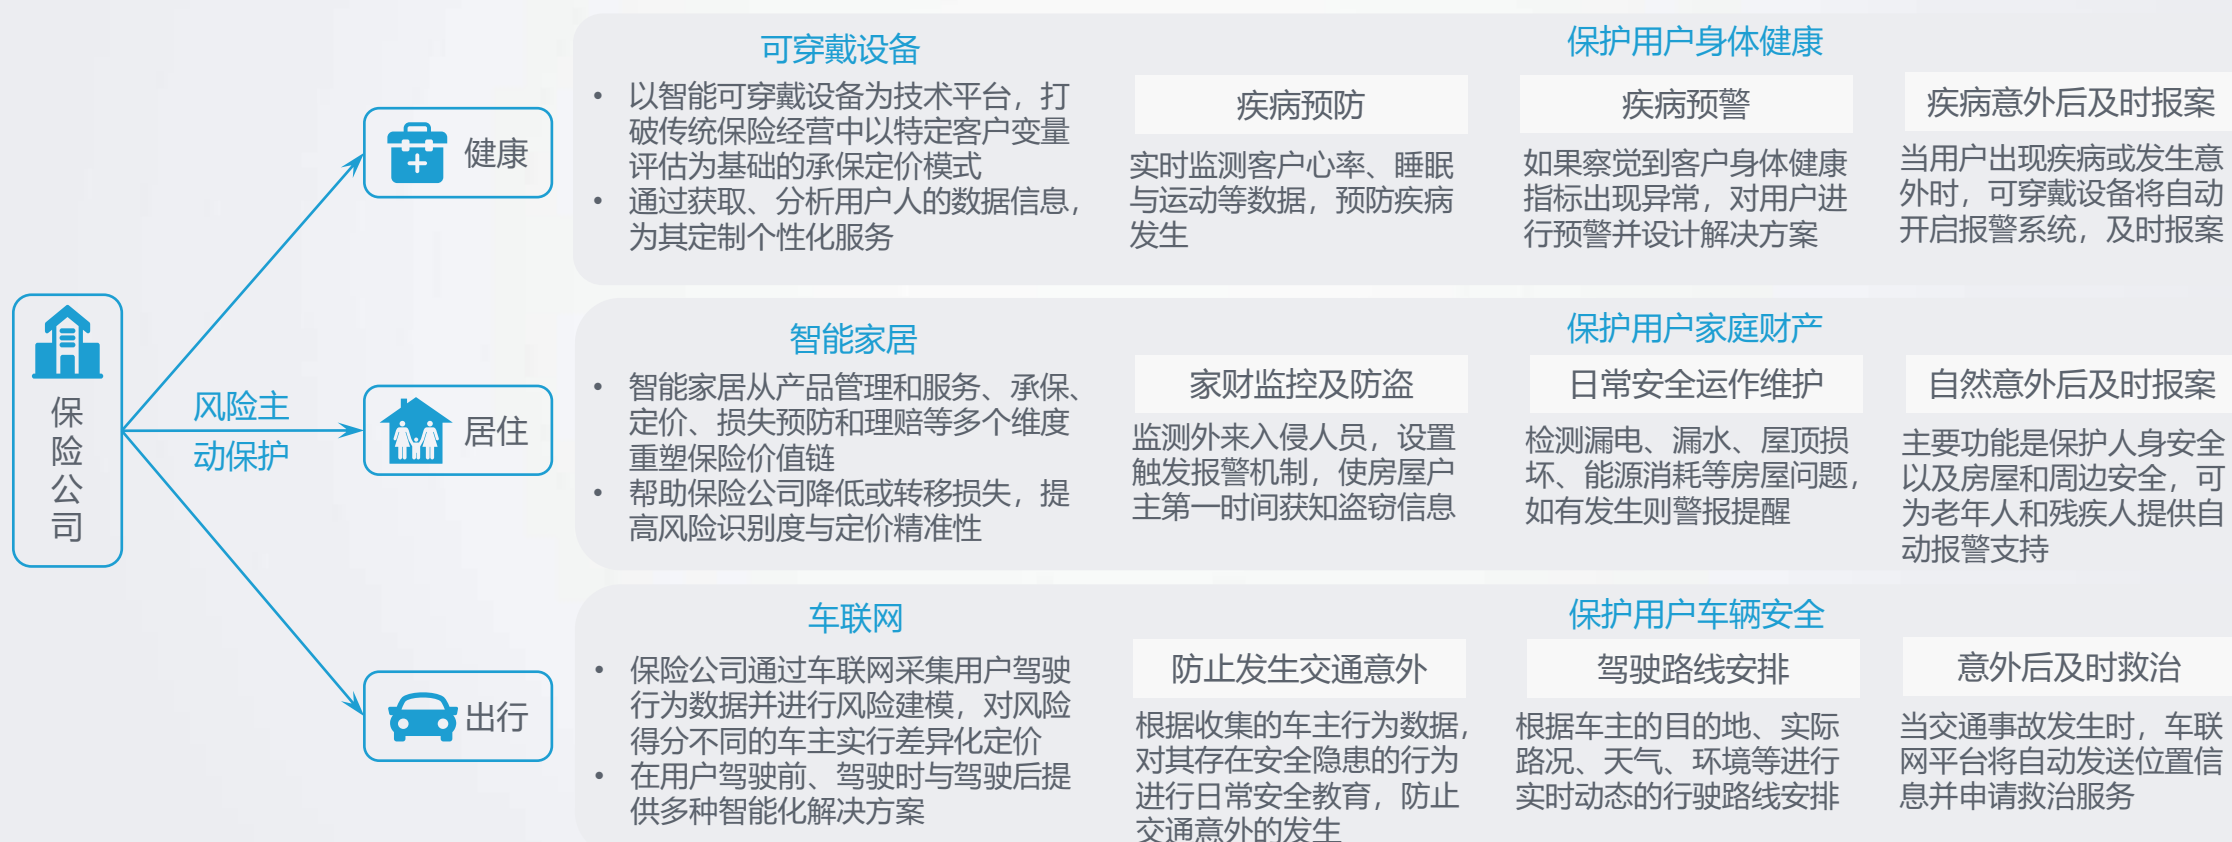 保
险
公
司
风险主
动保护
健康
可穿戴设备
• 以智能可穿戴设备为技术平台，打
破传统保险经营中以特定客户变量
评估为基础的承保定价模式
• 通过获取、分析用户人的数据信息，
为其定制个性化服务
保护用户身体健康
疾病预防
实时监测客户心率、睡眠
与运动等数据，预防疾病
发生
疾病预警
如果察觉到客户身体健康
指标出现异常，对用户进
行预警并设计解决方案
疾病意外后及时报案
当用户出现疾病或发生意
外时，可穿戴设备将自动
开启报警系统，及时报案
居住
智能家居
• 智能家居从产品管理和服务、承保、
定价、损失预防和理赔等多个维度
重塑保险价值链
• 帮助保险公司降低或转移损失，提
高风险识别度与定价精准性
保护用户家庭财产
家财监控及防盗
监测外来入侵人员，设置
触发报警机制，使房屋户
主第一时间获知盗窃信息
日常安全运作维护
检测漏电、漏水、屋顶损
坏、能源消耗等房屋问题，
如有发生则警报提醒
自然意外后及时报案
主要功能是保护人身安全
以及房屋和周边安全，可
为老年人和残疾人提供自
动报警支持
出行
车联网
• 保险公司通过车联网采集用户驾驶
行为数据并进行风险建模，对风险
得分不同的车主实行差异化定价
• 在用户驾驶前、驾驶时与驾驶后提
供多种智能化解决方案
保护用户车辆安全
防止发生交通意外
根据收集的车主行为数据，
对其存在安全隐患的行为
进行日常安全教育，防止
交通意外的发生
驾驶路线安排
根据车主的目的地、实际
路况、天气、环境等进行
实时动态的行驶路线安排
意外后及时救治
当交通事故发生时，车联
网平台将自动发送位置信
息并申请救治服务